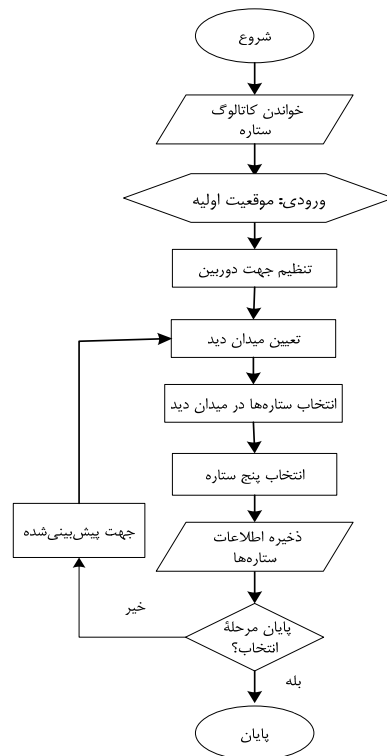 شروع
خواندن کاتالوگ
ستاره
ورودی: موقعیت اولیه
تنظیم جهت دوربین
تعیین میدان دید
انتخاب ستاره‌ها در میدان دید
انتخاب پنج ستاره
جهت پیش‌بینی‌شده
ذخیره اطلاعات
ستاره‌ها
خیر
پایان مرحلهٔ
انتخاب؟
بله
پایان